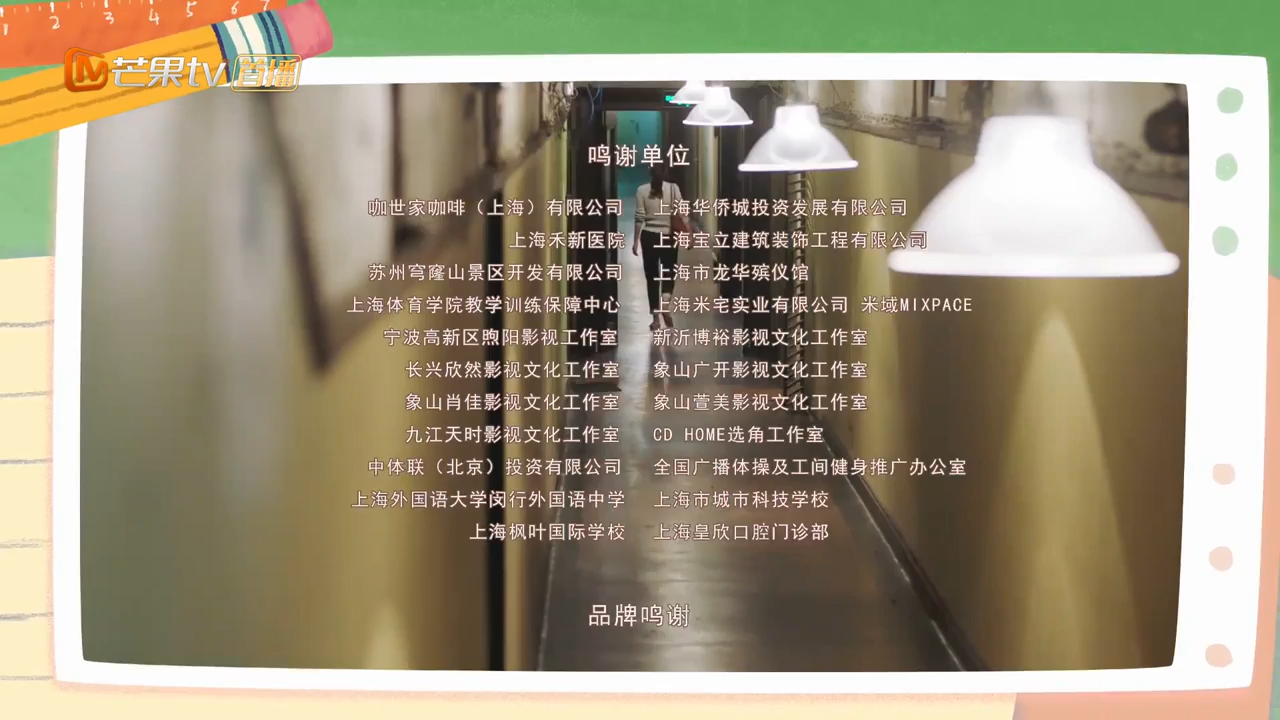 1 2 3 4 5 6 7
芒果tv直播
鸣谢单位
咖世家咖啡（上海）有限公司 上海华侨城投资发展有限公司
上海禾新医院 上海宝立建筑装饰工程有限公司
苏州穹窿山景区开发有限公司 上海市龙华殡仪馆
上海体育学院教学训练保障中心 上海米宅实业有限公司 米域MIXPACE
宁波高新区煦阳影视工作室 新沂博裕影视文化工作室
长兴欣然影视文化工作室 象山广开影视文化工作室
象山肖佳影视文化工作室 象山萱美影视文化工作室
九江天时影视文化工作室 CD HOME选角工作室
中体联（北京）投资有限公司 全国广播体操及工间健身推广办公室
上海外国语大学闵行外国语中学 上海市城市科技学校
上海枫叶国际学校 上海皇欣口腔门诊部
品牌鸣谢